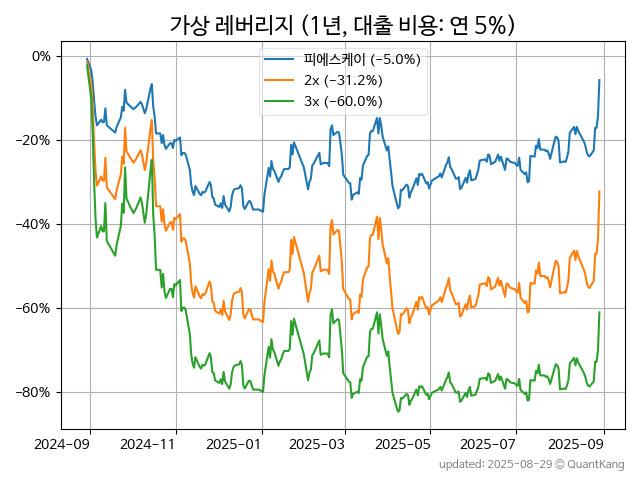 가상 레버리지 (1년, 대출 비용: 연 5%)
피에스케이 (−5.0%)
2x (−31.2%)
3x (−60.0%)
0%
−20%
−40%
−60%
−80%
2024-09 2024-11 2025-01 2025-03 2025-05 2025-07 2025-09
updated: 2025-08-29 © QuantKang